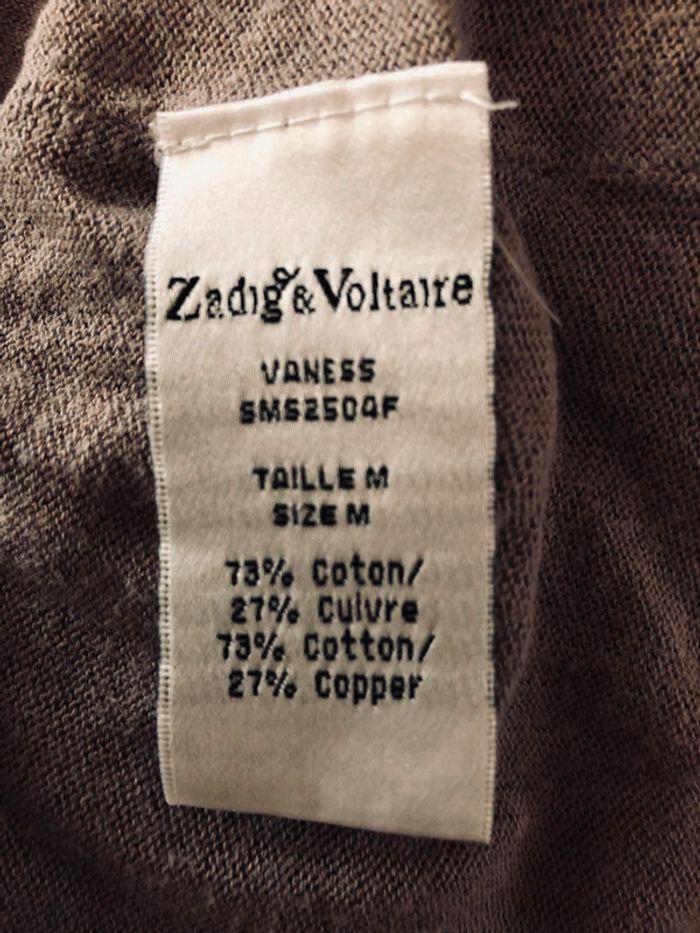 Zadig & Voltaire
VANESS
SMS2504F
TAILLE M
SIZE M
73% Coton/
27% Cuivre
73% Cotton/
27% Copper